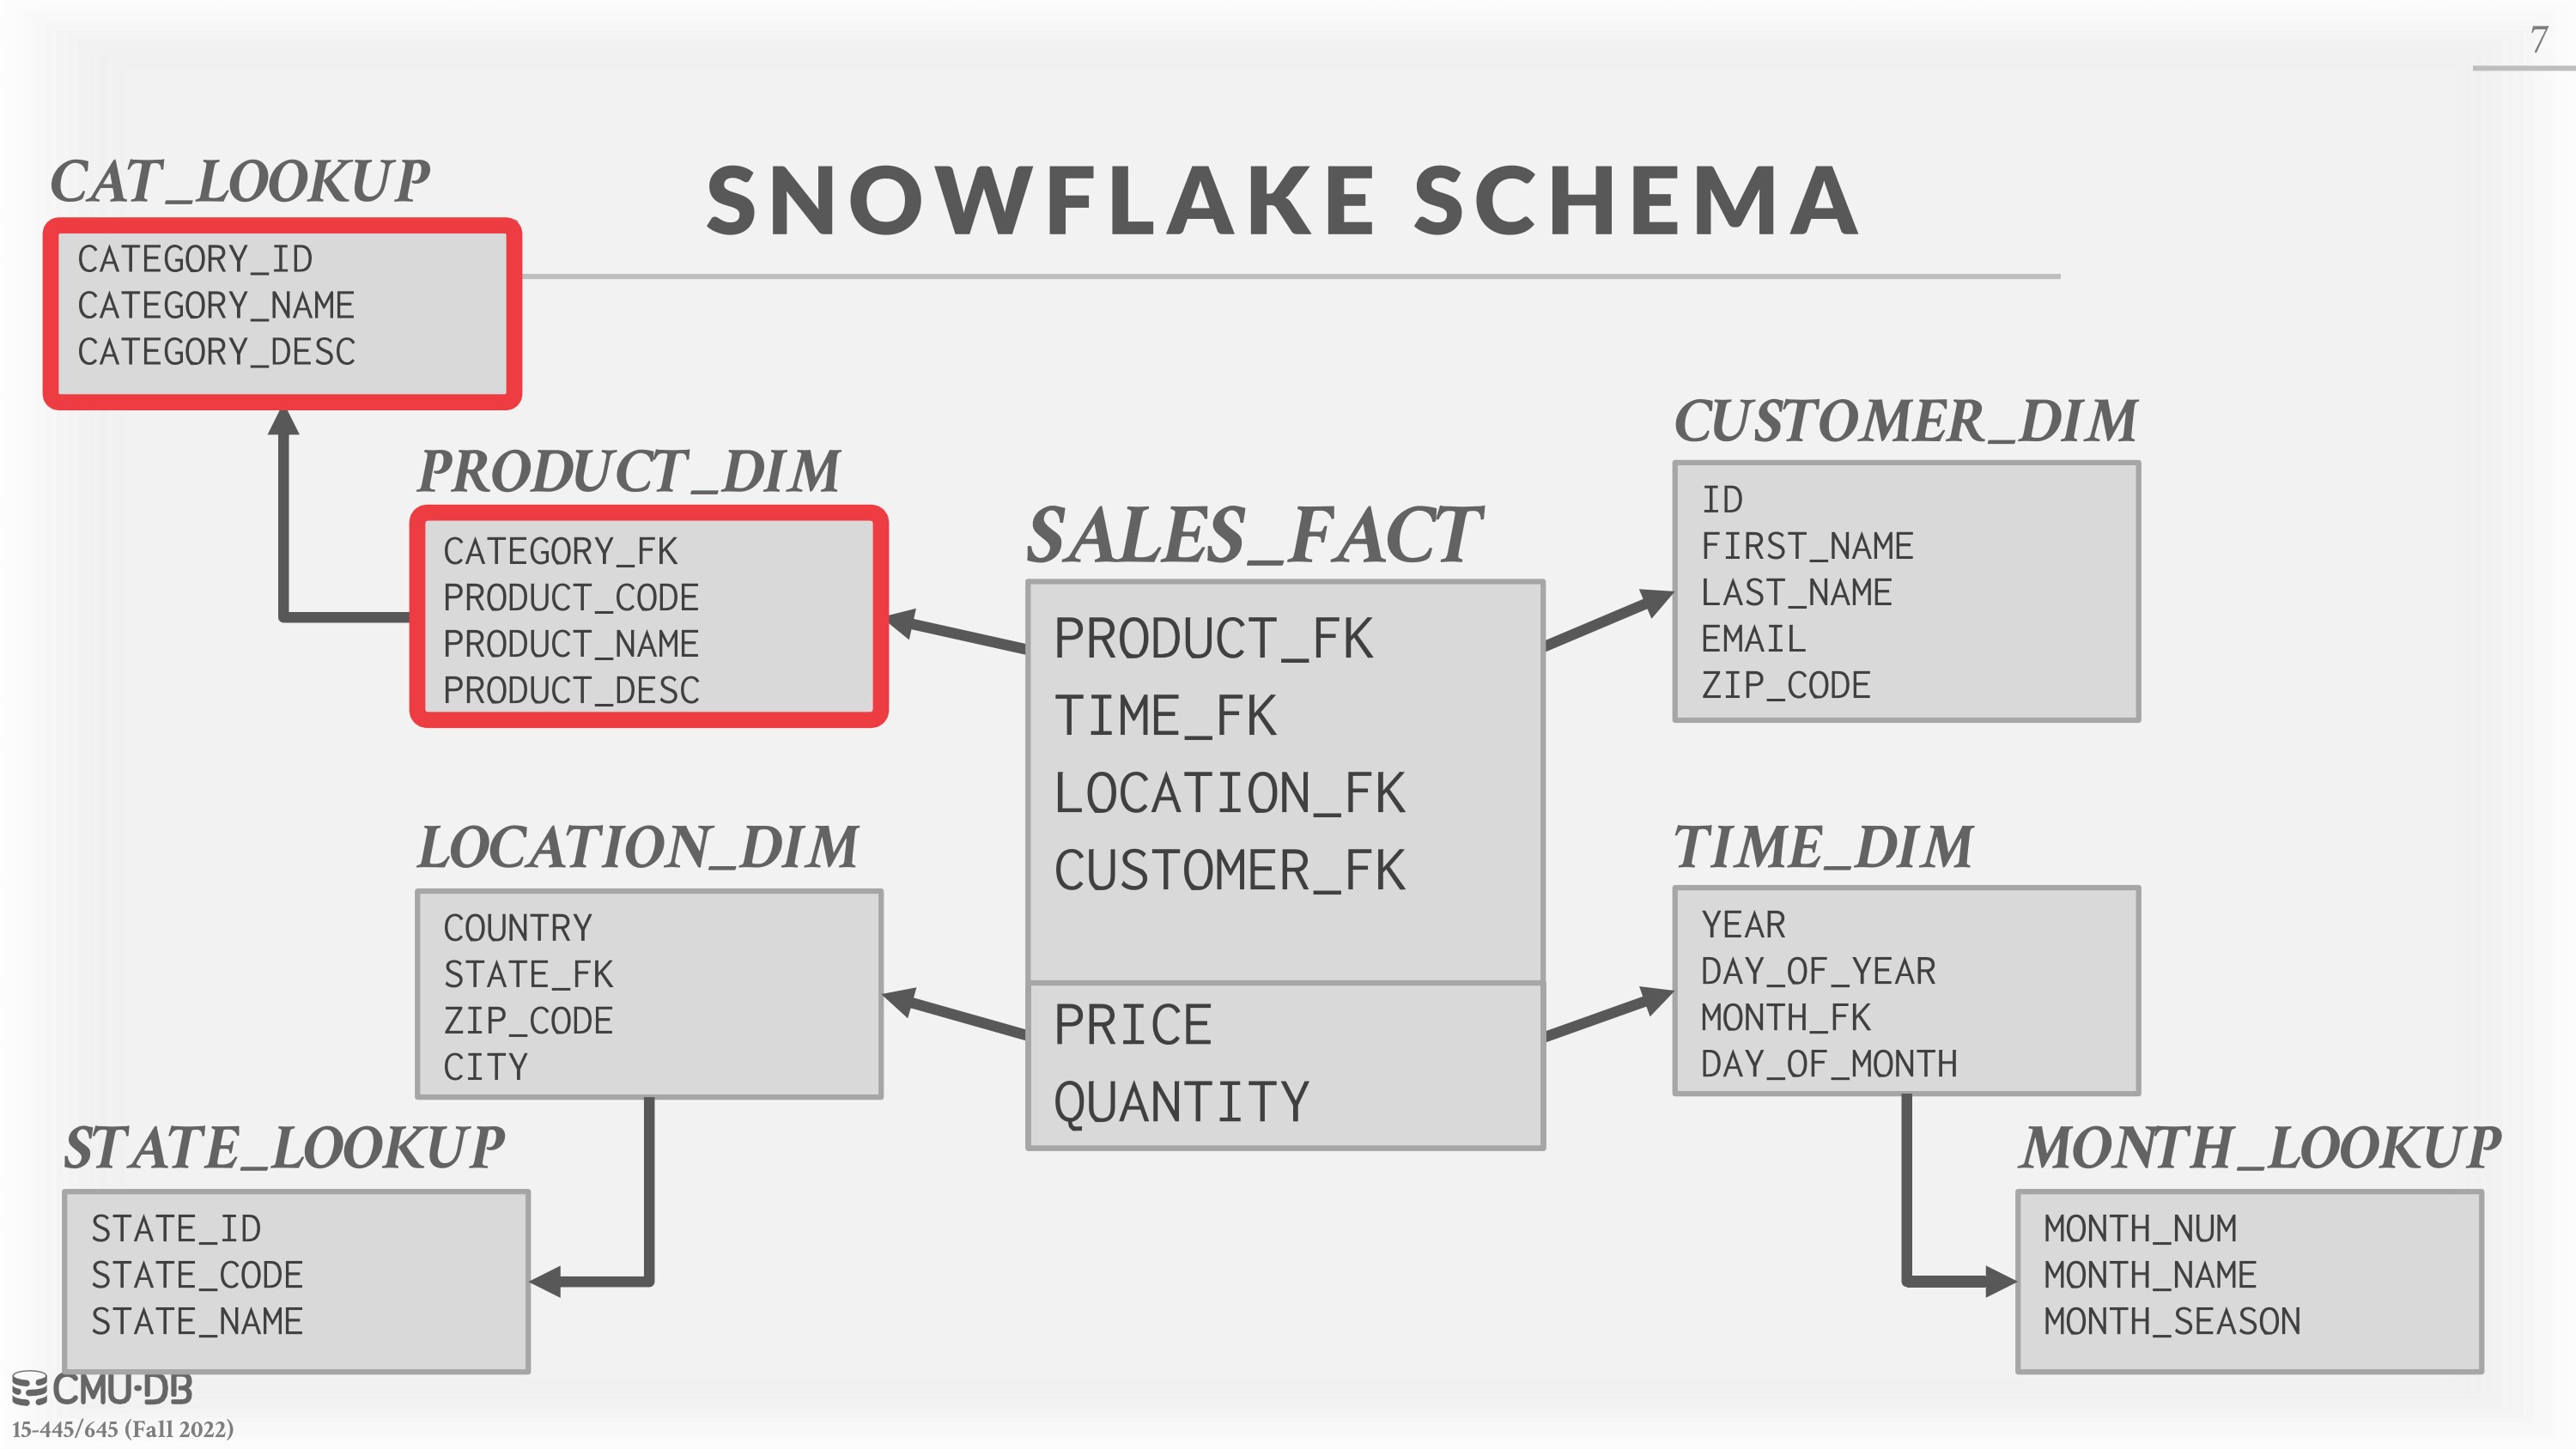 7
SNOWFLAKE SCHEMA
CAT_LOOKUP
CATEGORY_ID
CATEGORY_NAME
CATEGORY_DESC
PRODUCT_DIM
CATEGORY_FK
PRODUCT_CODE
PRODUCT_NAME
PRODUCT_DESC
SALES_FACT
PRODUCT_FK
TIME_FK
LOCATION_FK
CUSTOMER_FK
PRICE
QUANTITY
CUSTOMER_DIM
ID
FIRST_NAME
LAST_NAME
EMAIL
ZIP_CODE
LOCATION_DIM
COUNTRY
STATE_FK
ZIP_CODE
CITY
TIME_DIM
YEAR
DAY_OF_YEAR
MONTH_FK
DAY_OF_MONTH
STATE_LOOKUP
STATE_ID
STATE_CODE
STATE_NAME
MONTH_LOOKUP
MONTH_NUM
MONTH_NAME
MONTH_SEASON
CMU·DB
15-445/645 (Fall 2022)